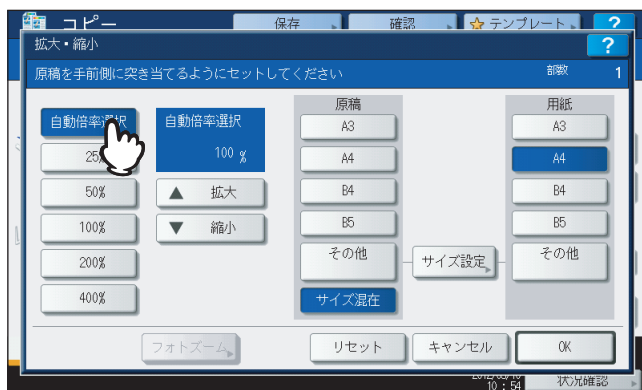 コピー
保存
確認
テンプレート
?
拡大・縮小
?
原稿を手前側に突き当てるようにセットしてください
部数 1
自動倍率選択
25%
50%
100%
200%
400%
自動倍率選択
100 %
▲ 拡大
▼ 縮小
原稿
A3
A4
B4
B5
その他
サイズ混在
サイズ設定
用紙
A3
A4
B4
B5
その他
フォトズーム
リセット
キャンセル
OK
10:54
状況確認